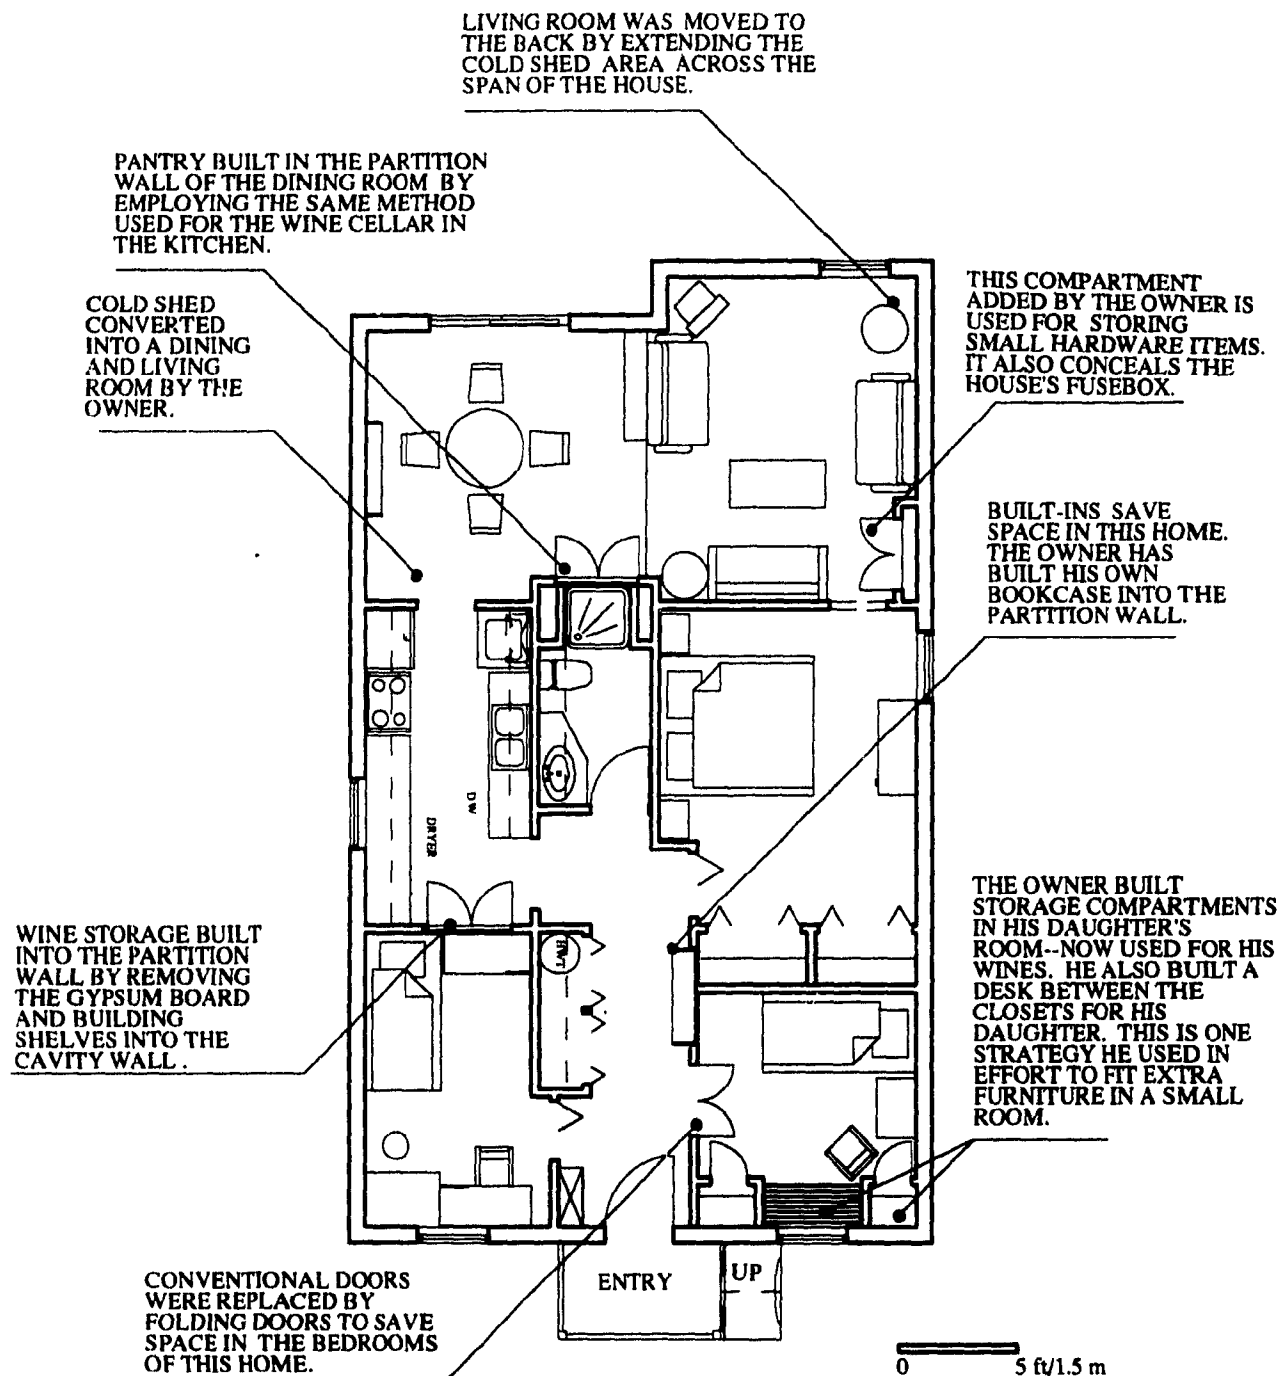 LIVING ROOM WAS MOVED TO
THE BACK BY EXTENDING THE
COLD SHED AREA ACROSS THE
SPAN OF THE HOUSE.
PANTRY BUILT IN THE PARTITION
WALL OF THE DINING ROOM BY
EMPLOYING THE SAME METHOD
USED FOR THE WINE CELLAR IN
THE KITCHEN.
COLD SHED
CONVERTED
INTO A DINING
AND LIVING
ROOM BY THE
OWNER.
THIS COMPARTMENT
ADDED BY THE OWNER IS
USED FOR STORING
SMALL HARDWARE ITEMS.
IT ALSO CONCEALS THE
HOUSE'S FUSEBOX.
BUILT-INS SAVE
SPACE IN THIS HOME.
THE OWNER HAS
BUILT HIS OWN
BOOKCASE INTO THE
PARTITION WALL.
DW
DRYER
HWT
WINE STORAGE BUILT
INTO THE PARTITION
WALL BY REMOVING
THE GYPSUM BOARD
AND BUILDING
SHELVES INTO THE
CAVITY WALL.
THE OWNER BUILT
STORAGE COMPARTMENTS
IN HIS DAUGHTER'S
ROOM--NOW USED FOR HIS
WINES. HE ALSO BUILT A
DESK BETWEEN THE
CLOSETS FOR HIS
DAUGHTER. THIS IS ONE
STRATEGY HE USED IN
EFFORT TO FIT EXTRA
FURNITURE IN A SMALL
ROOM.
CONVENTIONAL DOORS
WERE REPLACED BY
FOLDING DOORS TO SAVE
SPACE IN THE BEDROOMS
OF THIS HOME.
ENTRY
UP
0 5 ft/1.5 m